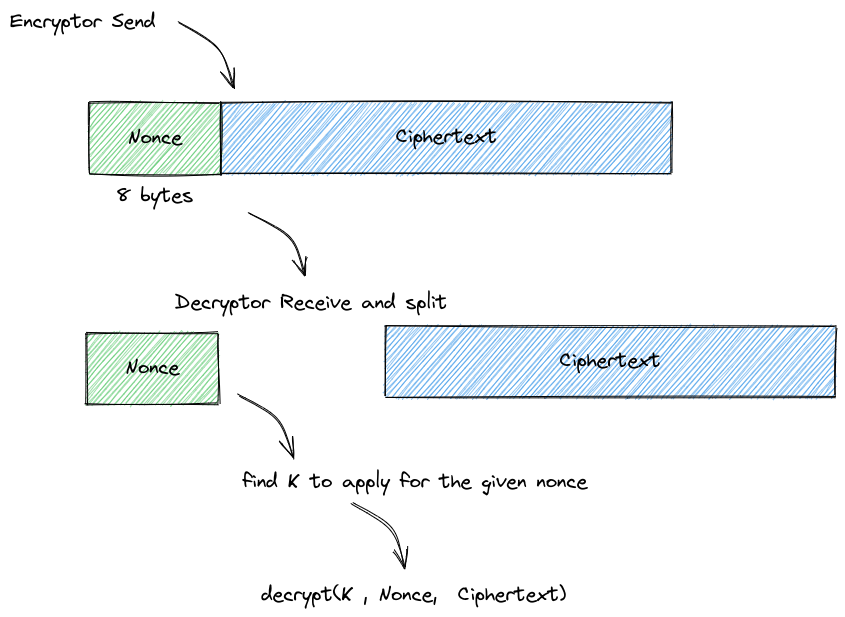 Encryptor Send
Nonce
Ciphertext
8 bytes
Decryptor Receive and split
Nonce
Ciphertext
find K to apply for the given nonce
decrypt(K , Nonce, Ciphertext)